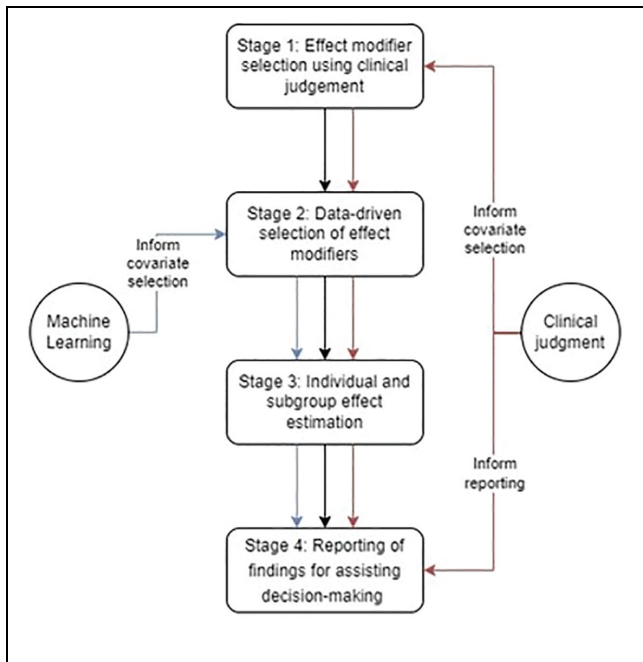 Stage 1: Effect modifier
selection using clinical
judgement
Stage 2: Data-driven
selection of effect
modifiers
Inform
covariate
selection
Inform
covariate
selection
Machine
Learning
Clinical
judgment
Stage 3: Individual and
subgroup effect
estimation
Inform
reporting
Stage 4: Reporting of
findings for assisting
decision-making